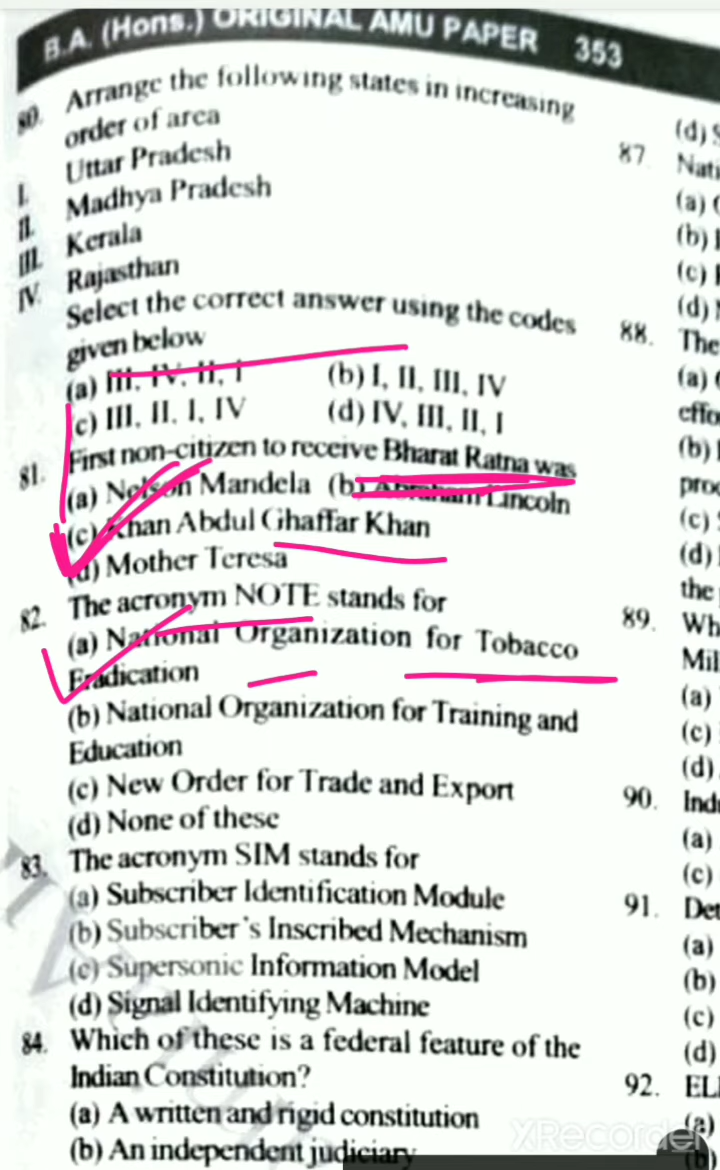 B.A. (Hons.) ORIGINAL AMU PAPER 353
80. Arrange the following states in increasing
order of area
I. Uttar Pradesh
II. Madhya Pradesh
III. Kerala
IV. Rajasthan
Select the correct answer using the codes
given below
(a) III, IV, II, I (b) I, II, III, IV
(c) III, II, I, IV (d) IV, III, II, I
81. First non-citizen to receive Bharat Ratna was
(a) Nelson Mandela (b) Abraham Lincoln
(c) Khan Abdul Ghaffar Khan
(d) Mother Teresa
82. The acronym NOTE stands for
(a) National Organization for Tobacco
Eradication
(b) National Organization for Training and
Education
(c) New Order for Trade and Export
(d) None of these
83. The acronym SIM stands for
(a) Subscriber Identification Module
(b) Subscriber's Inscribed Mechanism
(c) Supersonic Information Model
(d) Signal Identifying Machine
84. Which of these is a federal feature of the
Indian Constitution?
(a) A written and rigid constitution
(b) An independent judiciary
(d)
87.
(a)
(b)
(c)
(d)
88. The
(a)
(b)
(c)
(d)
the
89.
(a)
(c)
(d)
90.
(a)
(c)
91.
(a)
(b)
(c)
(d)
92.
(a)
(b)
XRecorder